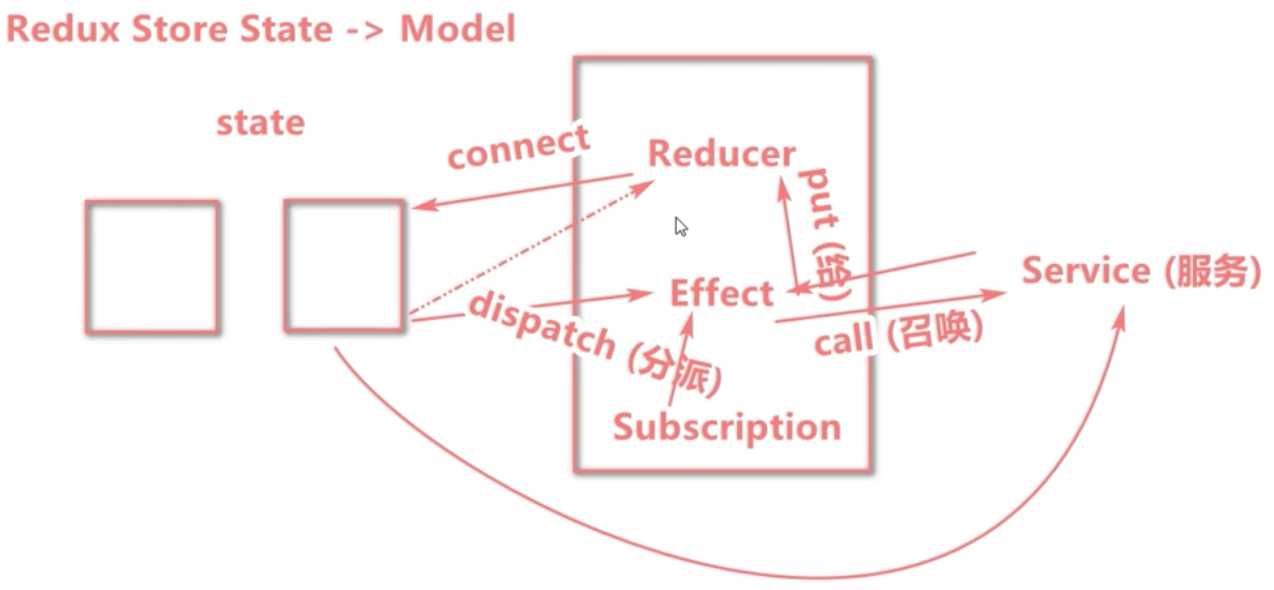 Redux Store State -> Model
state
connect
Reducer
put (给)
Effect
Service (服务)
dispatch (分派)
call (召唤)
Subscription